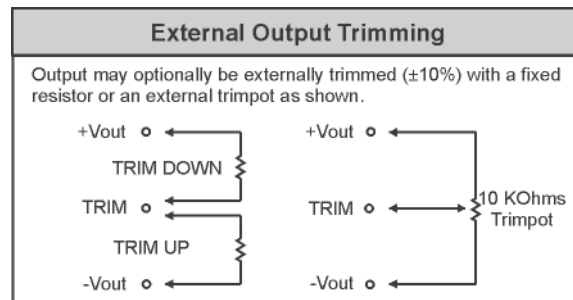 External Output Trimming
Output may optionally be externally trimmed (±10%) with a fixed
resistor or an external trimpot as shown.
+Vout
TRIM DOWN
TRIM
TRIM UP
-Vout
+Vout
TRIM
10 KOhms
Trimpot
-Vout